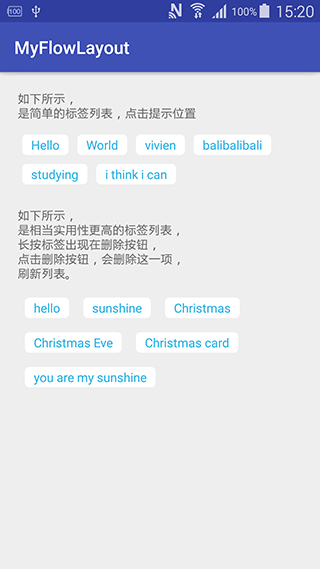 100 100% 15:20
MyFlowLayout
如下所示，
是简单的标签列表，点击提示位置
Hello World vivien balibalibali
studying i think i can
如下所示，
是相当实用性更高的标签列表，
长按标签出现在删除按钮，
点击删除按钮，会删除这一项，
刷新列表。
hello sunshine Christmas
Christmas Eve Christmas card
you are my sunshine